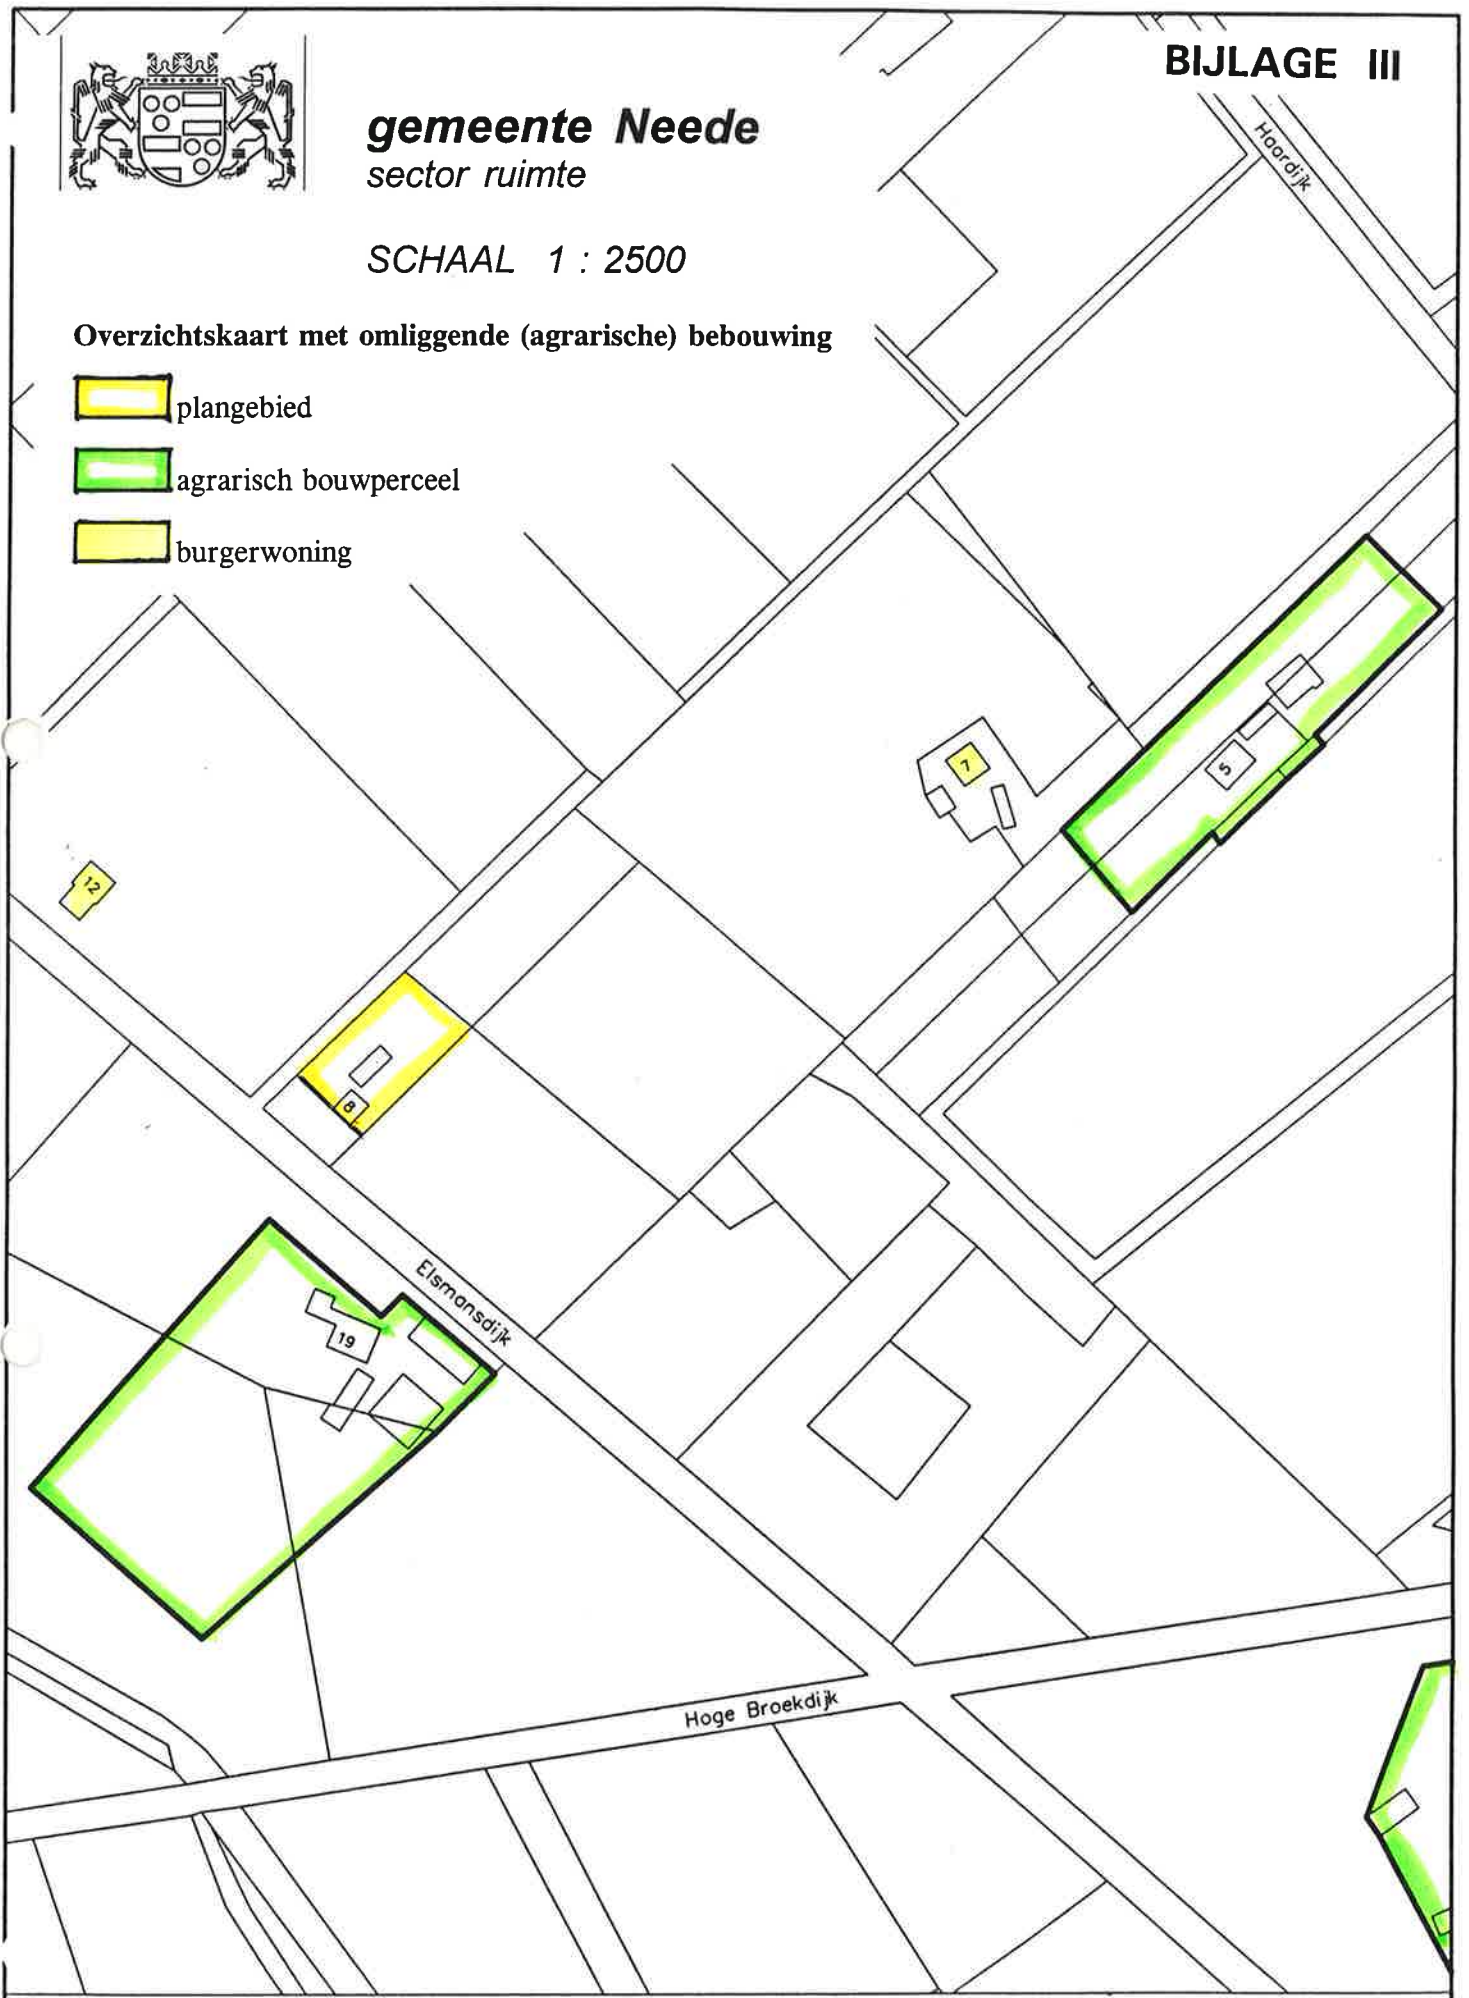 BIJLAGE III
gemeente Neede
sector ruimte
SCHAAL 1 : 2500
Overzichtskaart met omliggende (agrarische) bebouwing
plangebied
agrarisch bouwperceel
burgerwoning
Haardijk
5
7
12
8
Elsmansdijk
19
Hoge Broekdijk